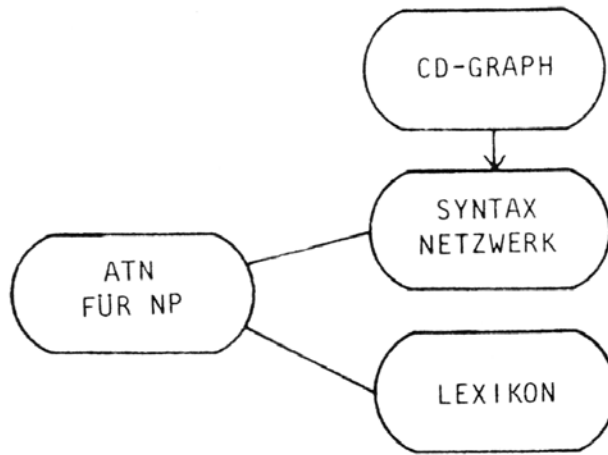 CD-GRAPH
SYNTAX
NETZWERK
ATN
FÜR NP
LEXIKON